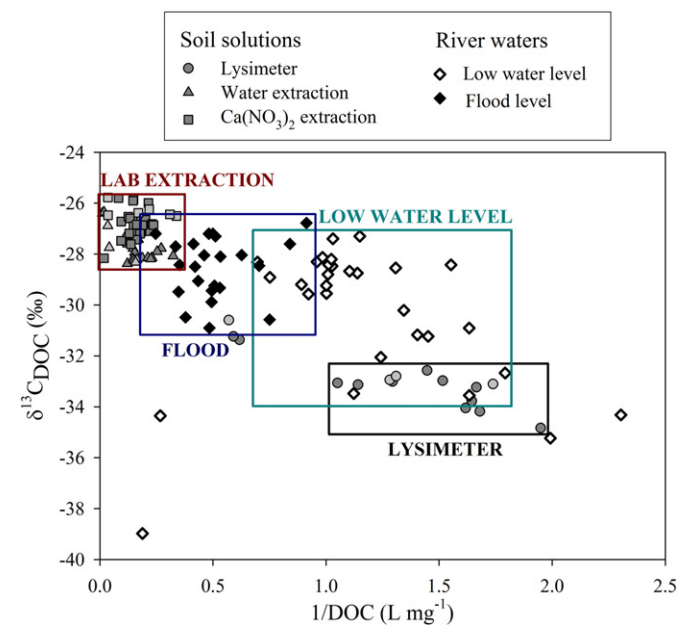 Soil solutions
Lysimeter
Water extraction
Ca(NO3)2 extraction
River waters
Low water level
Flood level
-24
-26
-28
-30
-32
-34
-36
-38
-40
δ13CDOC (‰)
LAB EXTRACTION
LOW WATER LEVEL
FLOOD
LYSIMETER
0.0 0.5 1.0 1.5 2.0 2.5
1/DOC (L mg-1)